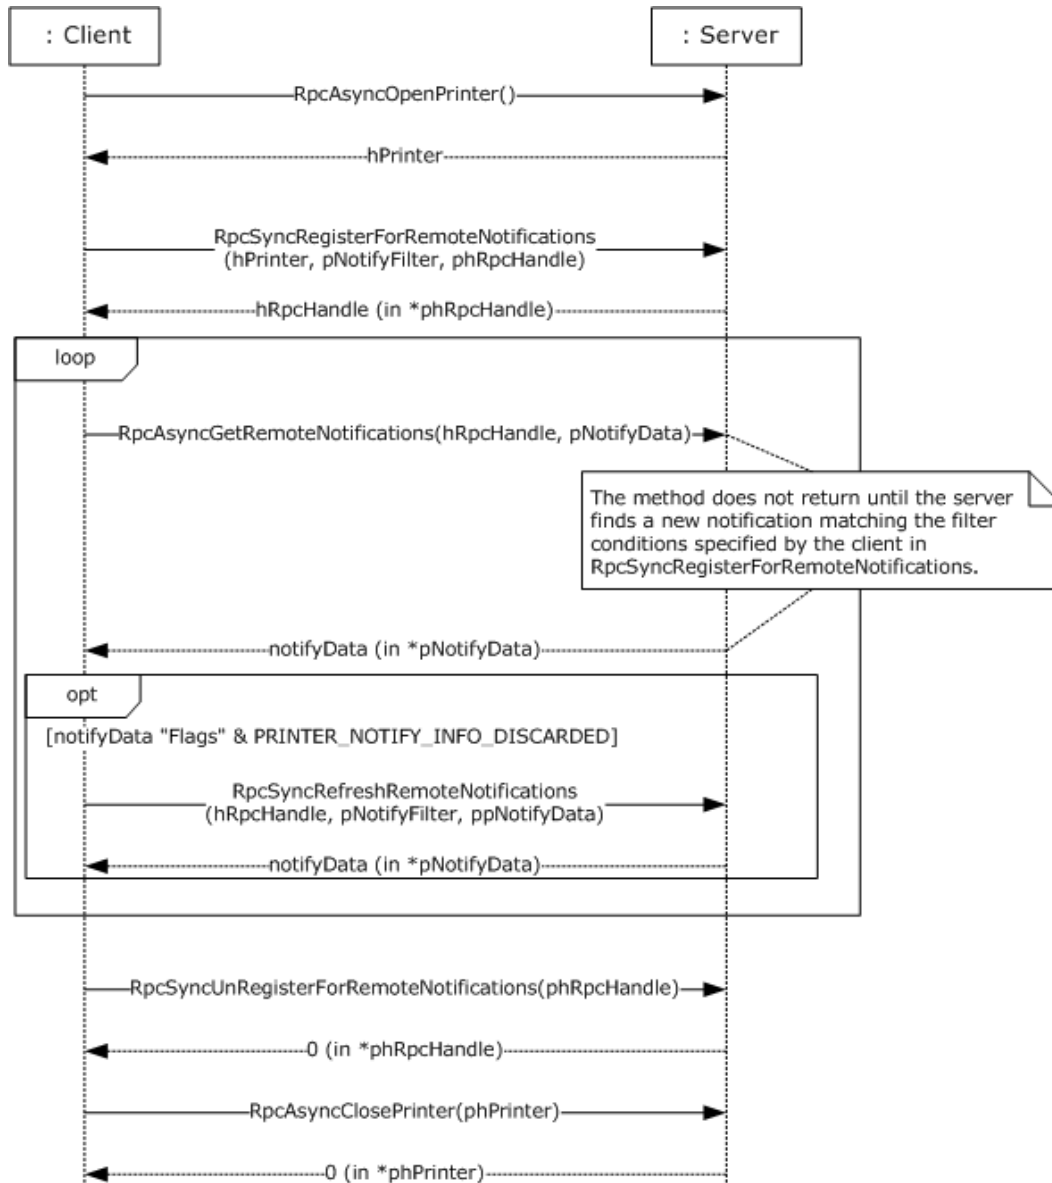 : Client
: Server
RpcAsyncOpenPrinter()
hPrinter
RpcSyncRegisterForRemoteNotifications
(hPrinter, pNotifyFilter, phRpcHandle)
hRpcHandle (in *phRpcHandle)
loop
RpcAsyncGetRemoteNotifications(hRpcHandle, pNotifyData)
The method does not return until the server
finds a new notification matching the filter
conditions specified by the client in
RpcSyncRegisterForRemoteNotifications.
notifyData (in *pNotifyData)
opt
[notifyData "Flags" & PRINTER_NOTIFY_INFO_DISCARDED]
RpcSyncRefreshRemoteNotifications
(hRpcHandle, pNotifyFilter, ppNotifyData)
notifyData (in *pNotifyData)
RpcSyncUnRegisterForRemoteNotifications(phRpcHandle)
0 (in *phRpcHandle)
RpcAsyncClosePrinter(phPrinter)
0 (in *phPrinter)